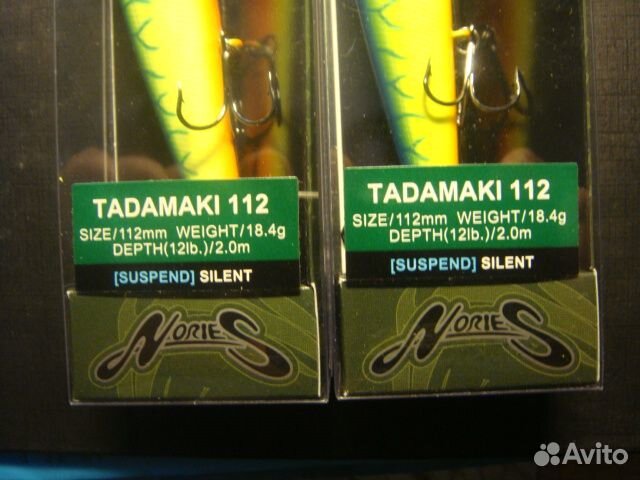 TADAMAKI 112
SIZE/112mm WEIGHT/18.4g
DEPTH(12lb.)/2.0m
[SUSPEND] SILENT
NORIES
TADAMAKI 112
SIZE/112mm WEIGHT/18.4g
DEPTH(12lb.)/2.0m
[SUSPEND] SILENT
NORIES
Avito